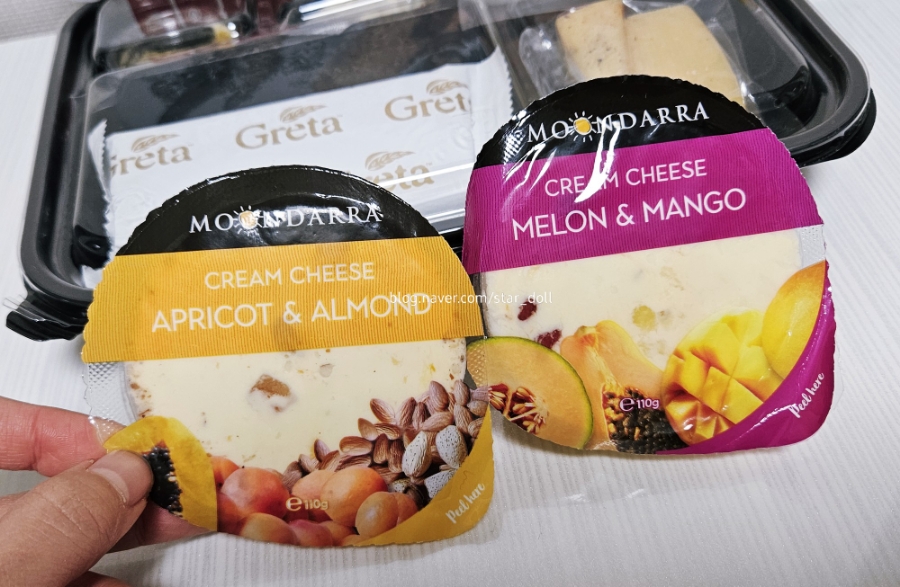 Greta
Greta
Greta
Greta
MOONDARRA
CREAM CHEESE
MELON & MANGO
℮110g
Peel here
MOONDARRA
CREAM CHEESE
APRICOT & ALMOND
℮110g
Peel here
blog.naver.com/star_doll